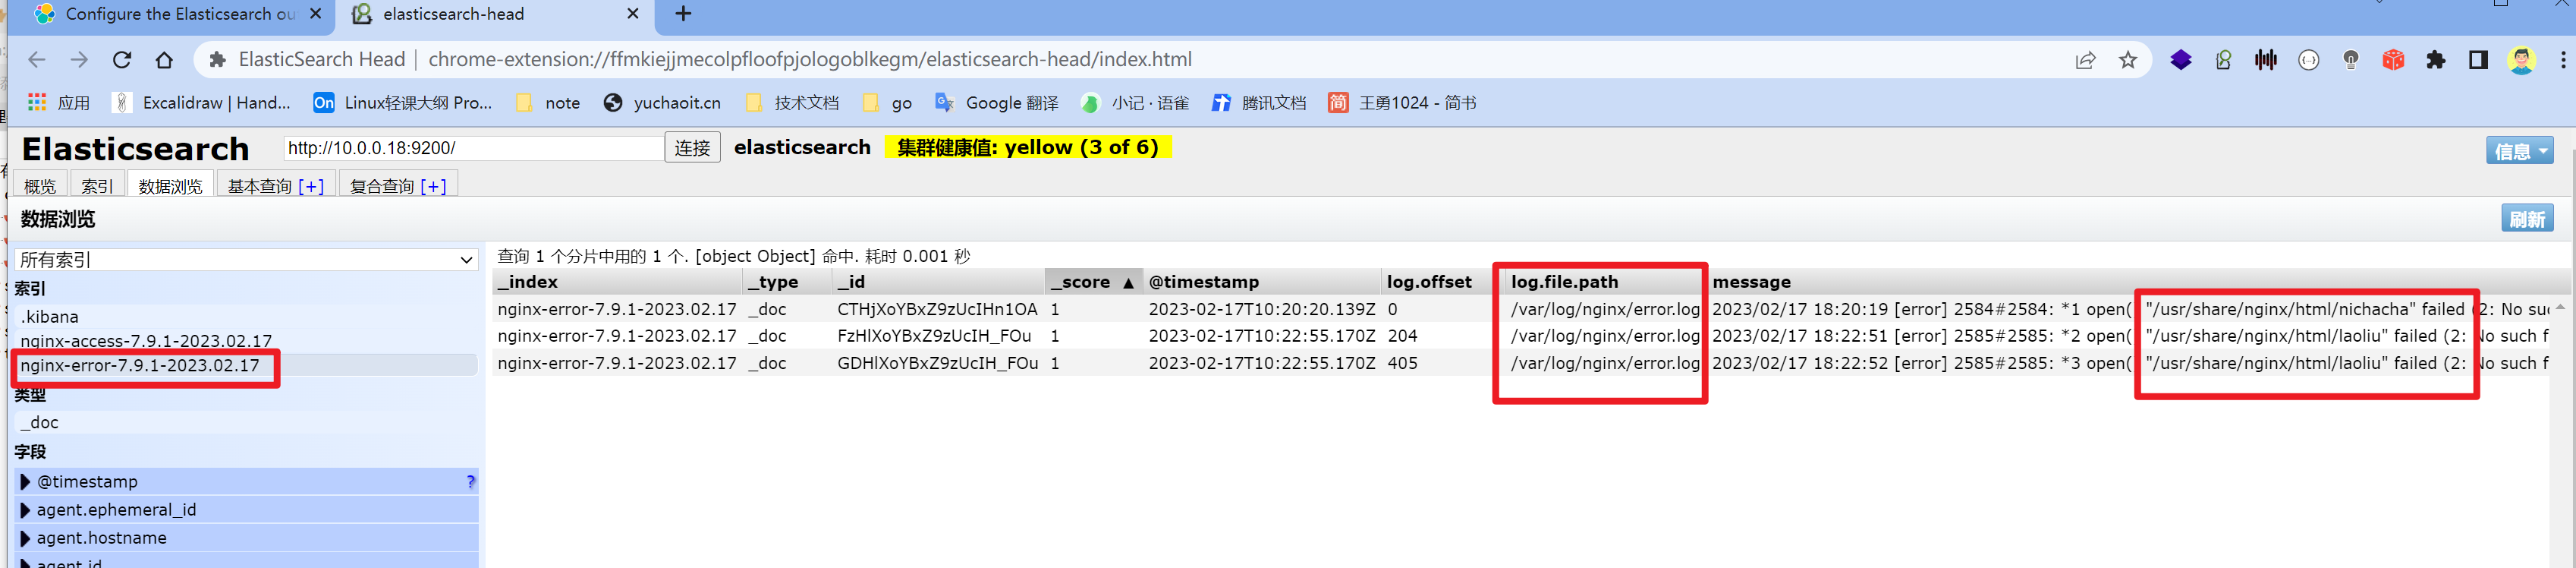 Configure the Elasticsearch ou
elasticsearch-head
ElasticSearch Head | chrome-extension://ffmkiejjmecolpfloofpjologoblkegm/elasticsearch-head/index.html
应用 Excalidraw | Hand... On Linux轻课大纲 Pro... note yuchaoit.cn 技术文档 go Google 翻译 小记 · 语雀 腾讯文档 简 王勇1024 - 简书
Elasticsearch http://10.0.0.18:9200/ 连接 elasticsearch 集群健康值: yellow (3 of 6) 信息
概览 索引 数据浏览 基本查询 [+] 复合查询 [+]
数据浏览 刷新
所有索引
索引
.kibana
nginx-access-7.9.1-2023.02.17
nginx-error-7.9.1-2023.02.17
类型
_doc
字段
@timestamp ?
agent.ephemeral_id
agent.hostname
agent.id
查询 1 个分片中用的 1 个. [object Object] 命中. 耗时 0.001 秒
_index _type _id _score ▲ @timestamp log.offset log.file.path message
nginx-error-7.9.1-2023.02.17 _doc CTHjXoYBxZ9zUcIHn1OA 1 2023-02-17T10:20:20.139Z 0 /var/log/nginx/error.log 2023/02/17 18:20:19 [error] 2584#2584: *1 open( "/usr/share/nginx/html/nichacha" failed (2: No suc
nginx-error-7.9.1-2023.02.17 _doc FzHlXoYBxZ9zUcIH_FOu 1 2023-02-17T10:22:55.170Z 204 /var/log/nginx/error.log 2023/02/17 18:22:51 [error] 2585#2585: *2 open( "/usr/share/nginx/html/laoliu" failed (2: No such f
nginx-error-7.9.1-2023.02.17 _doc GDHlXoYBxZ9zUcIH_FOu 1 2023-02-17T10:22:55.170Z 405 /var/log/nginx/error.log 2023/02/17 18:22:52 [error] 2585#2585: *3 open( "/usr/share/nginx/html/laoliu" failed (2: No such f